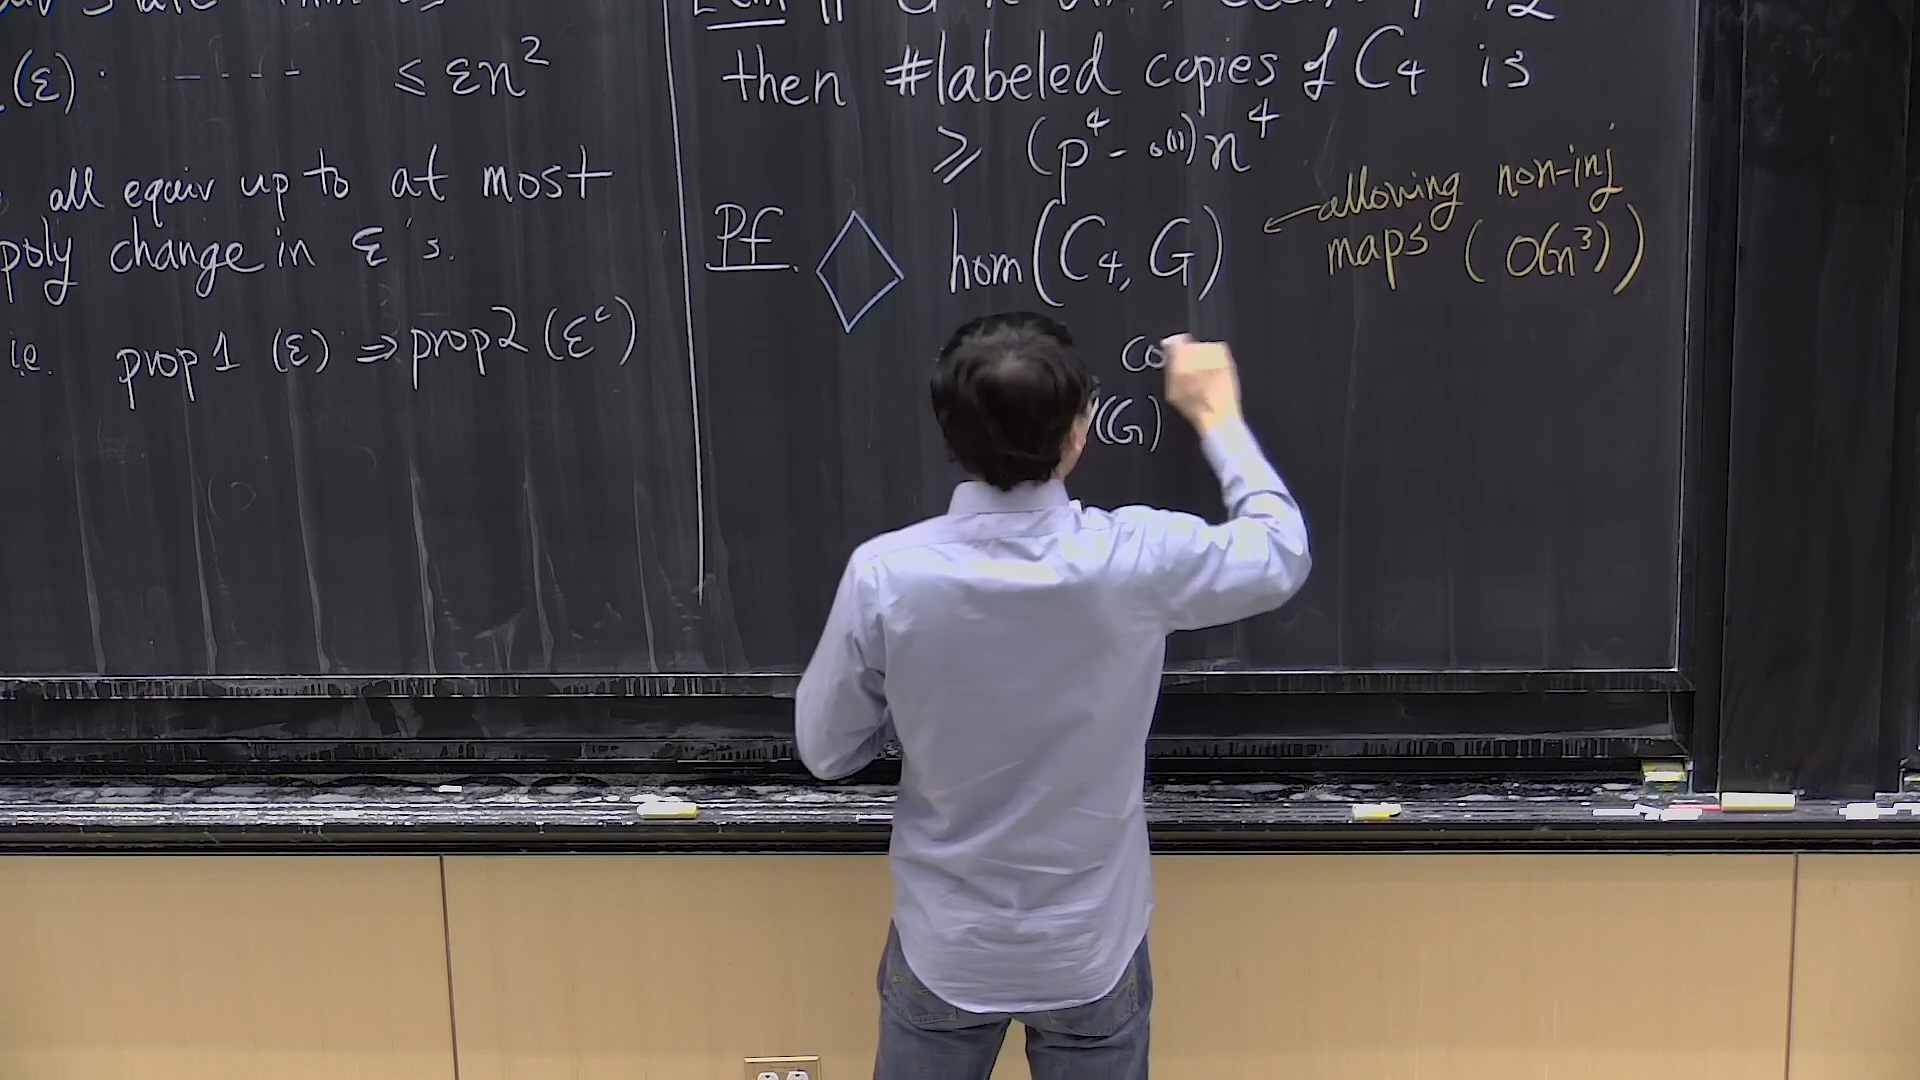 (ε): - - - - ≤ εn²
all equiv up to at most
poly change in ε's.
i.e. prop 1 (ε) ⇒ prop 2 (ε^c)
then #labeled copies of C₄ is
≥ (p⁴ - o(1)) n⁴
Pf. hom(C₄, G) ← allowing non-inj
maps (O(n³))
co
(G)